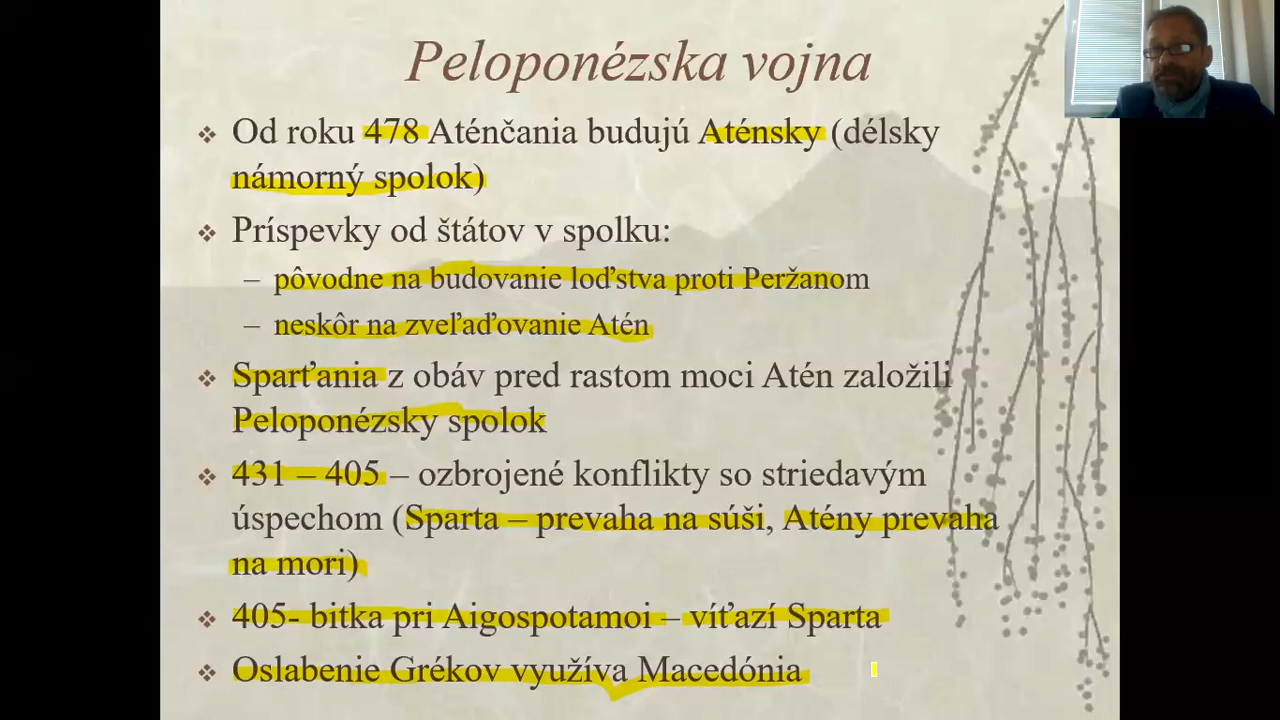 Peloponézska vojna
Od roku 478 Aténčania budujú Aténsky (délsky
námorný spolok)
Príspevky od štátov v spolku:
– pôvodne na budovanie loďstva proti Peržanom
– neskôr na zveľaďovanie Atén
Sparťania z obáv pred rastom moci Atén založili
Peloponézsky spolok
431 – 405 – ozbrojené konflikty so striedavým
úspechom (Sparta – prevaha na súši, Atény prevaha
na mori)
405- bitka pri Aigospotamoi – víťazí Sparta
Oslabenie Grékov využíva Macedónia